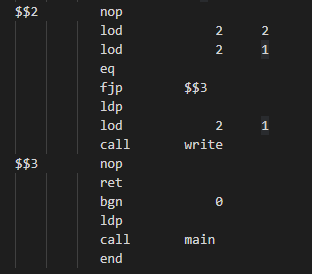 $$2 nop
lod 2 2
lod 2 1
eq
fjp $$3
ldp
lod 2 1
call write
$$3 nop
ret
bgn 0
ldp
call main
end